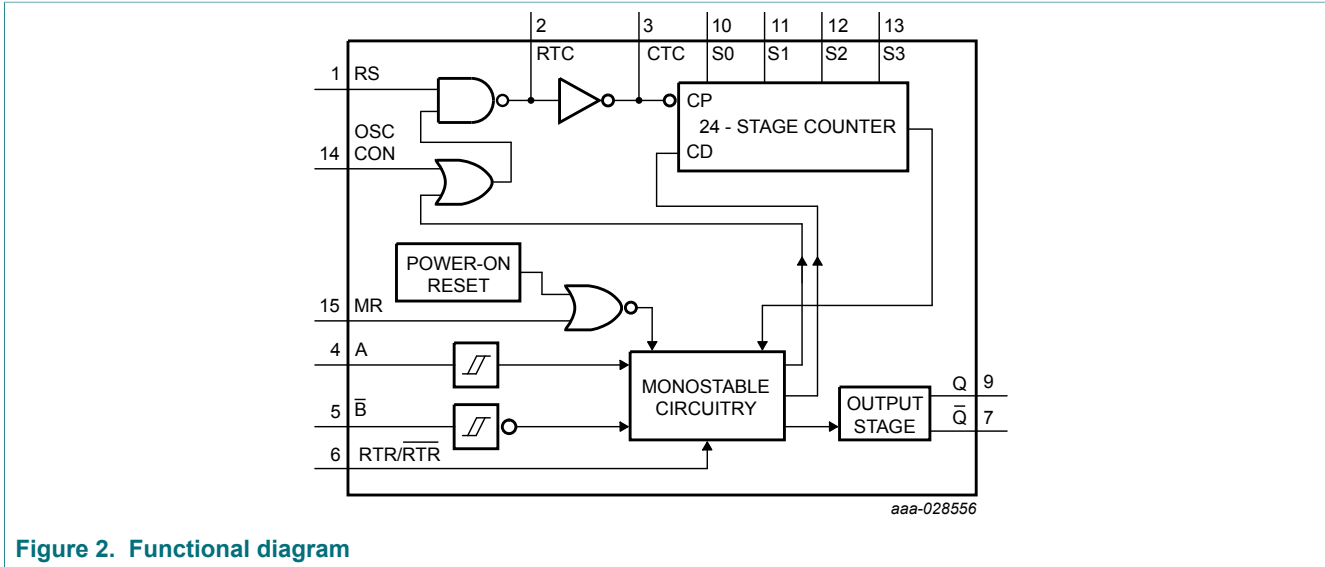 2 3 10 11 12 13
RTC CTC S0 S1 S2 S3
1 RS
CP
24 - STAGE COUNTER
CD
OSC
14 CON
POWER-ON
RESET
15 MR
4 A
MONOSTABLE
CIRCUITRY
OUTPUT
STAGE
Q 9
Q̅ 7
5 B̅
6 RTR/R̅T̅R̅
aaa-028556
Figure 2. Functional diagram